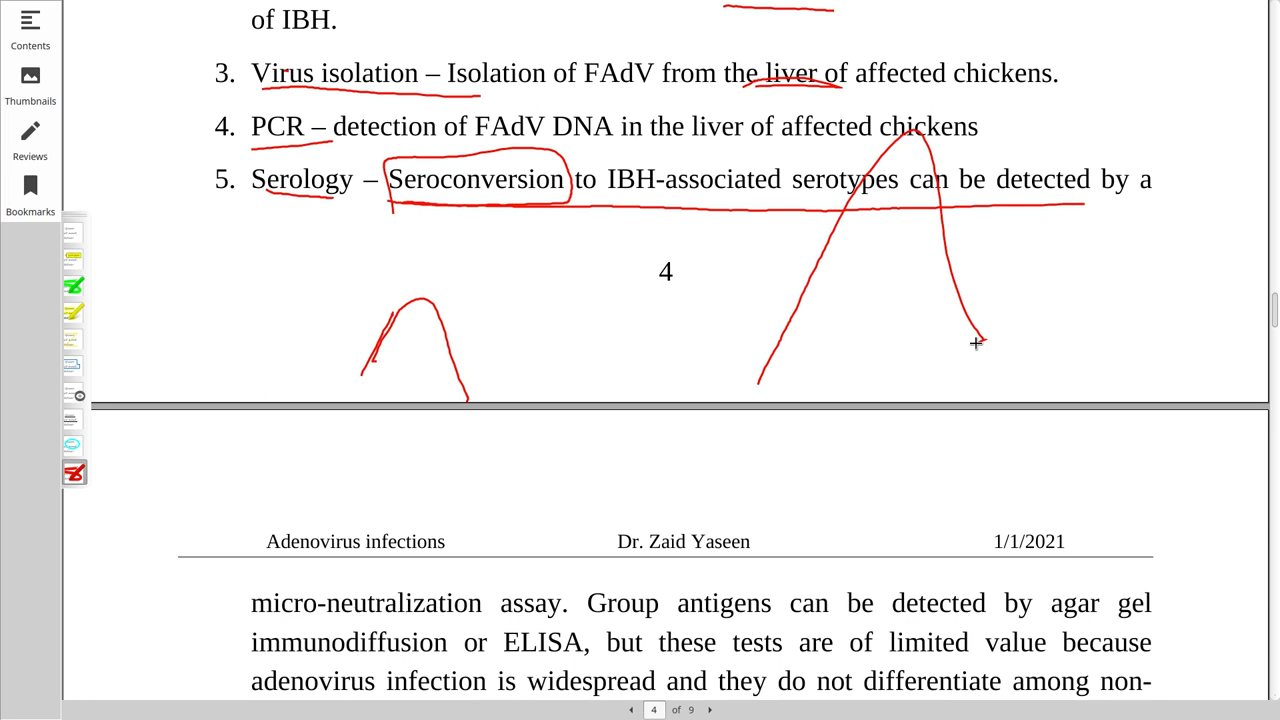 Contents
Thumbnails
Reviews
Bookmarks
of IBH.
3. Virus isolation – Isolation of FAdV from the liver of affected chickens.
4. PCR – detection of FAdV DNA in the liver of affected chickens
5. Serology – Seroconversion to IBH-associated serotypes can be detected by a
4
Adenovirus infections Dr. Zaid Yaseen 1/1/2021
micro-neutralization assay. Group antigens can be detected by agar gel
immunodiffusion or ELISA, but these tests are of limited value because
adenovirus infection is widespread and they do not differentiate among non-
4 of 9